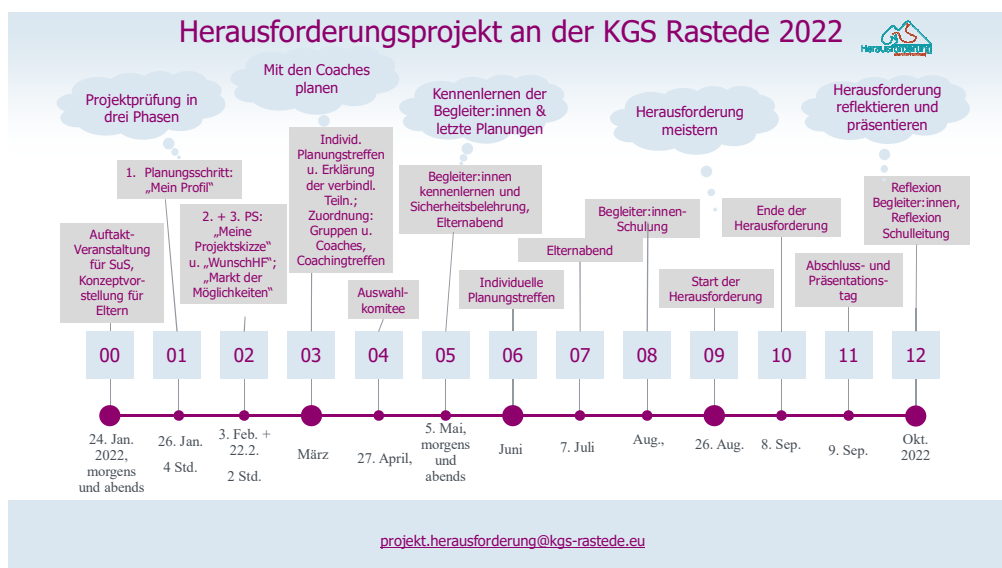 Herausforderungsprojekt an der KGS Rastede 2022
Herausforderung
Projektprüfung in
drei Phasen
Mit den Coaches
planen
Kennenlernen der
Begleiter:innen &
letzte Planungen
Herausforderung
meistern
Herausforderung
reflektieren und
präsentieren
Auftakt-
Veranstaltung
für SuS,
Konzeptvor-
stellung für
Eltern
1. Planungsschritt:
„Mein Profil“
2. + 3. PS:
„Meine
Projektskizze“
u. „WunschHF“;
„Markt der
Möglichkeiten“
Individ.
Planungstreffen
u. Erklärung
der verbindl.
Teiln.;
Zuordnung:
Gruppen u.
Coaches,
Coachingtreffen
Auswahl-
komitee
Begleiter:innen
kennenlernen und
Sicherheitsbelehrung,
Elternabend
Individuelle
Planungstreffen
Elternabend
Begleiter:innen-
Schulung
Start der
Herausforderung
Ende der
Herausforderung
Abschluss- und
Präsentations-
tag
Reflexion
Begleiter:innen,
Reflexion
Schulleitung
00 01 02 03 04 05 06 07 08 09 10 11 12
24. Jan.
2022,
morgens
und abends
26. Jan.
4 Std.
3. Feb. +
22.2.
2 Std.
März
27. April,
5. Mai,
morgens
und
abends
Juni
7. Juli
Aug.,
26. Aug.
8. Sep.
9. Sep.
Okt.
2022
projekt.herausforderung@kgs-rastede.eu